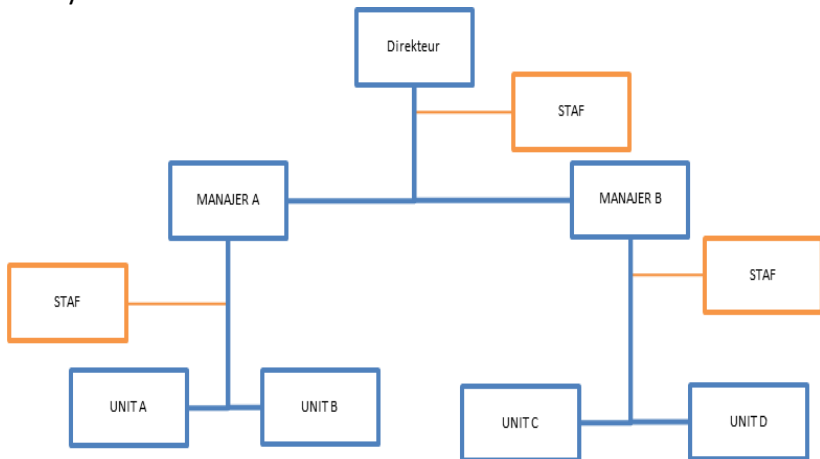 Direkteur
STAF
MANAJER A
MANAJER B
STAF
STAF
UNIT A
UNIT B
UNIT C
UNIT D